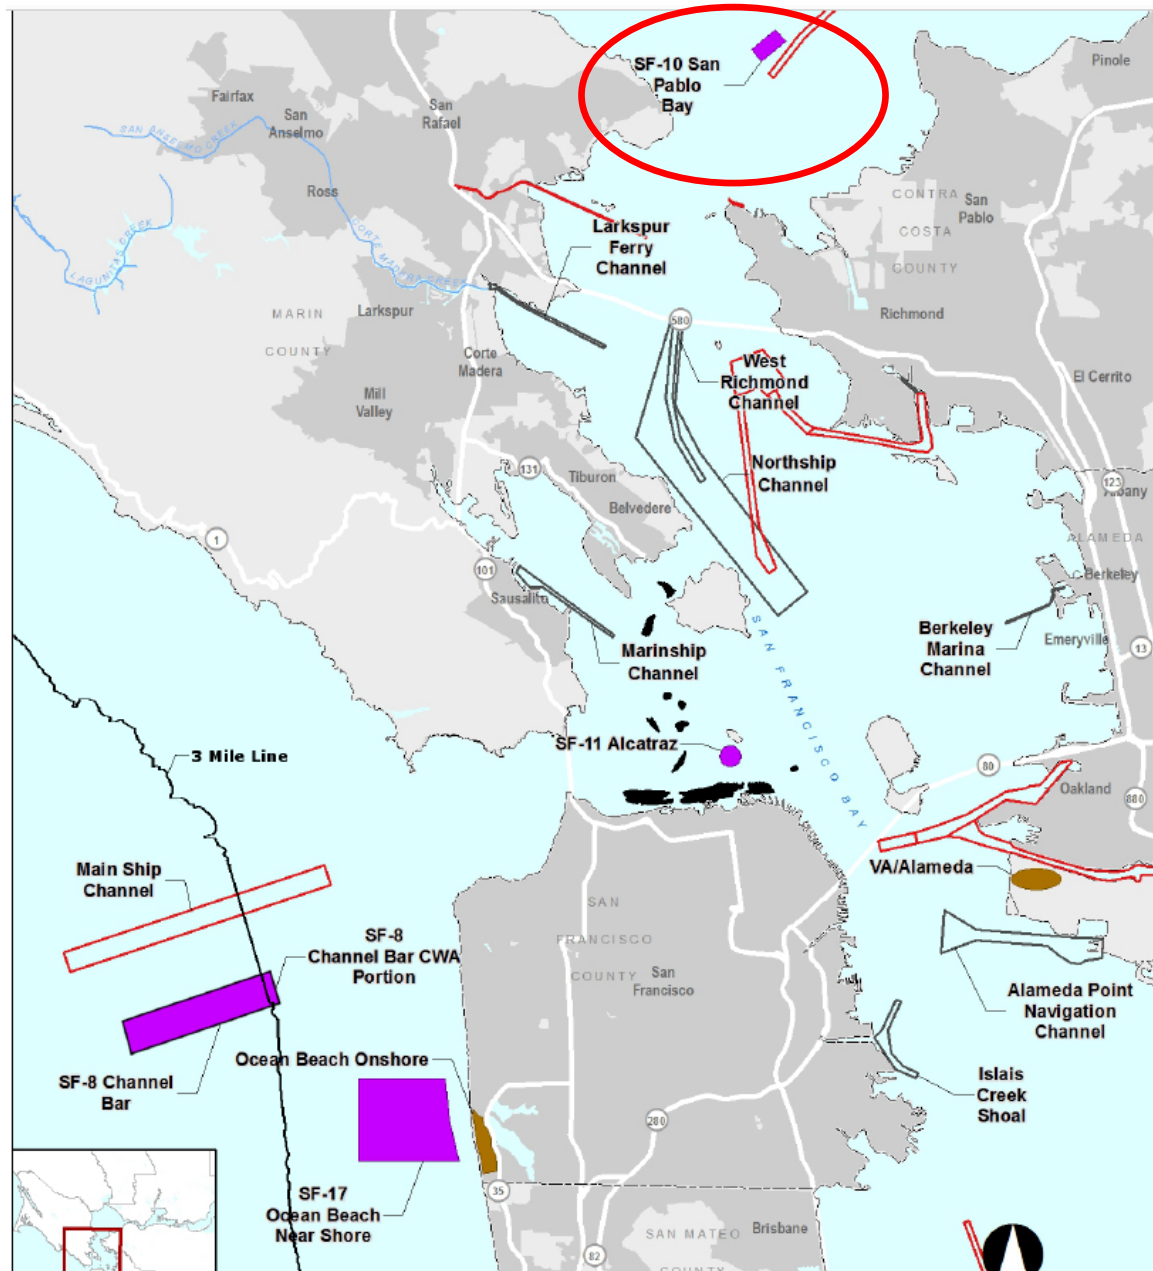 SF-10 San
Pablo
Bay
Pinole
Fairfax
San
Anselmo
San
Rafael
SAN ANSELMO CREEK
Ross
CONTRA
COSTA
COUNTY
San
Pablo
Larkspur
Ferry
Channel
CORTE MADERA CREEK
LAGUNITAS CREEK
MARIN
COUNTY
Larkspur
580
Richmond
Corte
Madera
West
Richmond
Channel
El Cerrito
Mill
Valley
131
Tiburon
Belvedere
Northship
Channel
123
Albany
1
101
ALAMEDA
Berkeley
Sausalito
Marinship
Channel
SAN FRANCISCO BAY
Berkeley
Marina
Channel
Emeryville
13
3 Mile Line
SF-11 Alcatraz
80
Oakland
880
Main Ship
Channel
VA/Alameda
SF-8
Channel Bar CWA
Portion
SAN
FRANCISCO
COUNTY
San
Francisco
Alameda Point
Navigation
Channel
SF-8 Channel
Bar
Ocean Beach Onshore
Islais
Creek
Shoal
280
35
SF-17
Ocean Beach
Near Shore
SAN MATEO
COUNTY
Brisbane
82